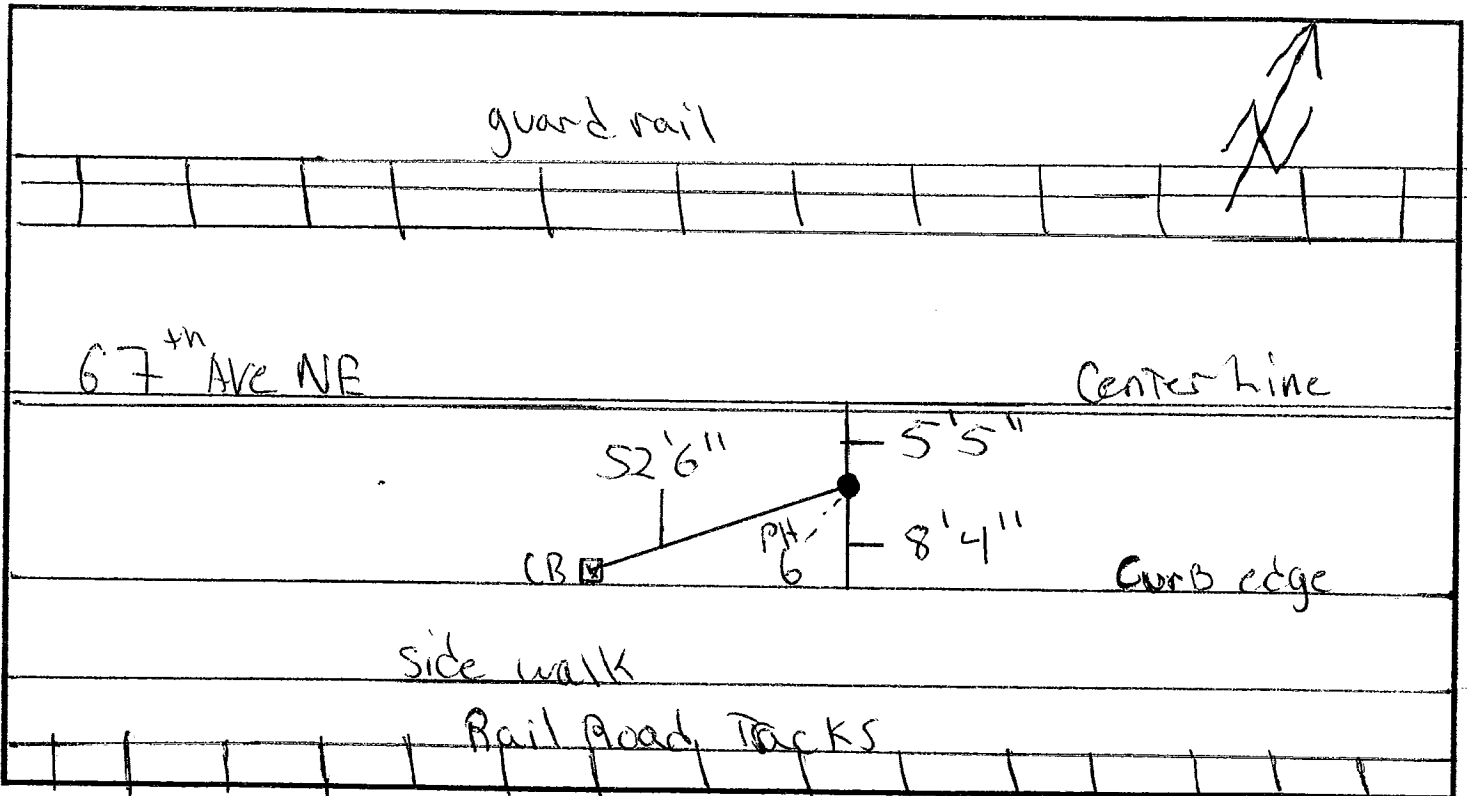 N
guard rail
67th Ave NE
Center Line
5'5"
52'6"
PH
6
8'4"
CB
Curb edge
Side walk
Rail Road Tacks